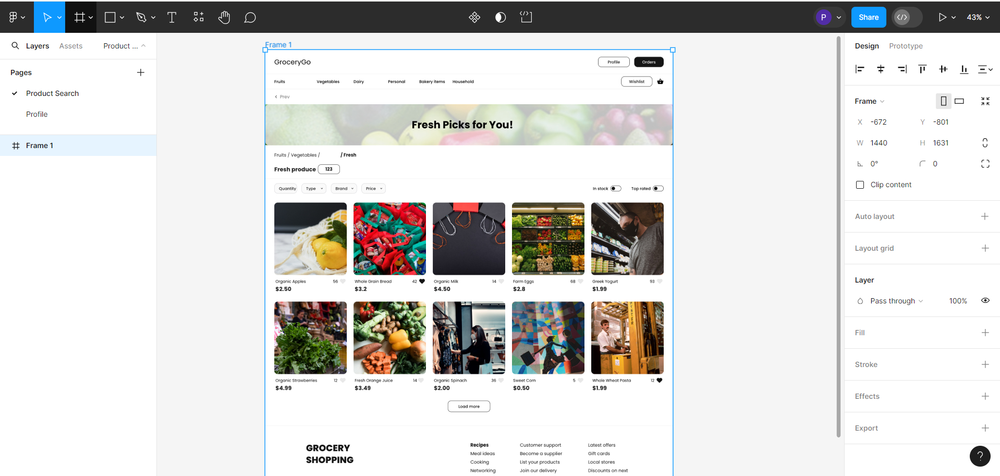 P
Share
43%
Layers
Assets
Product ...
Pages
Product Search
Profile
Frame 1
Frame 1
GroceryGo
Profile
Orders
Fruits
Vegetables
Dairy
Personal
Bakery items
Household
Wishlist
Prev
Fresh Picks for You!
Fruits / Vegetables / / Fresh
Fresh produce 123
Quantity
Type
Brand
Price
In stock
Top rated
Organic Apples 56
$2.50
Whole Grain Bread 42
$3.2
Organic Milk 14
$4.50
Farm Eggs 68
$2.8
Greek Yogurt 93
$1.99
Organic Strawberries 12
$4.99
Fresh Orange Juice 14
$3.49
Organic Spinach 36
$2.00
Sweet Corn 5
$0.50
Whole Wheat Pasta 12
$1.99
Load more
GROCERY
SHOPPING
Recipes
Meal ideas
Cooking
Networking
Customer support
Become a supplier
List your products
Join our delivery
Latest offers
Gift cards
Local stores
Discounts on next
Design
Prototype
Frame
X -672
Y -801
W 1440
H 1631
0°
0
Clip content
Auto layout
Layout grid
Layer
Pass through
100%
Fill
Stroke
Effects
Export
?